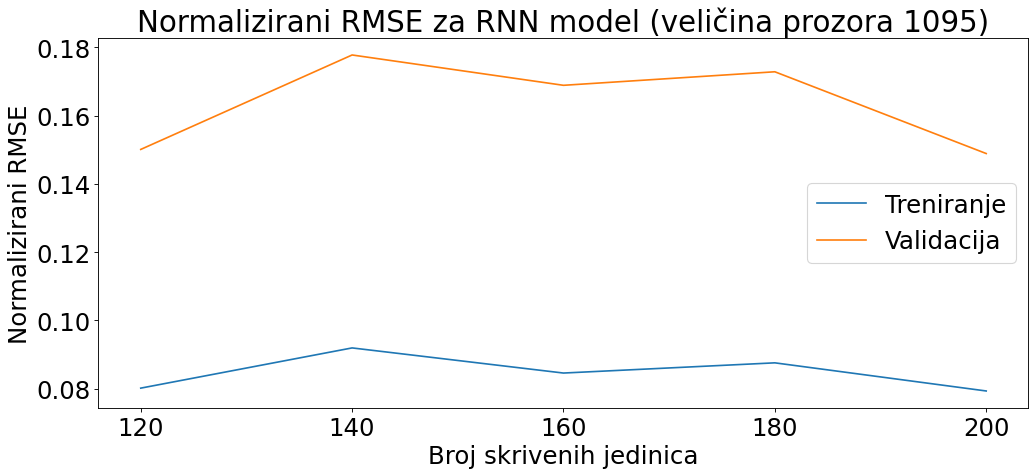 Normalizirani RMSE za RNN model (veličina prozora 1095)
Normalizirani RMSE
0.18
0.16
0.14
0.12
0.10
0.08
Treniranje
Validacija
120 140 160 180 200
Broj skrivenih jedinica